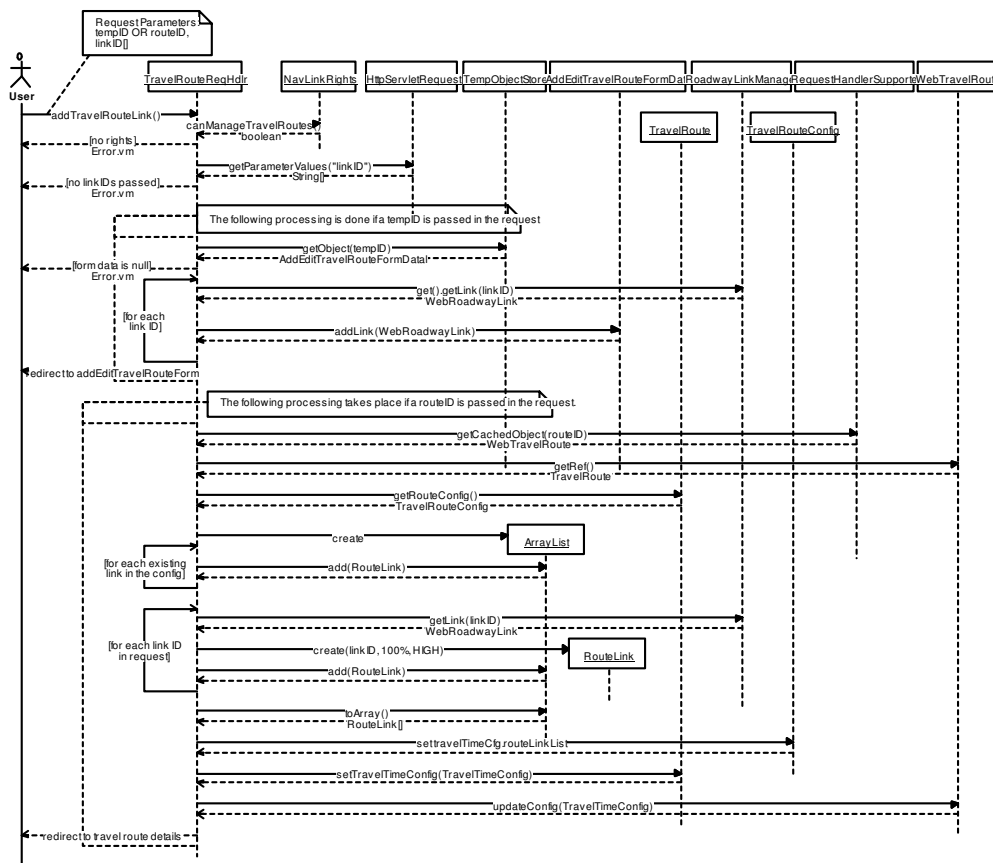 Request Parameters:
tempID OR routeID,
linkID[]
User
TravelRouteReqHdlr
NavLinkRights
HttpServletRequest
TempObjectStore
AddEditTravelRouteFormData
RoadwayLinkManage
RequestHandlerSupporte
WebTravelRout
TravelRoute
TravelRouteConfig
addTravelRouteLink()
canManageTravelRoutes()
boolean
[no rights]
Error.vm
getParameterValues("linkID")
String[]
[no linkIDs passed]
Error.vm
The following processing is done if a tempID is passed in the request
getObject(tempID)
AddEditTravelRouteFormDataI
[form data is null]
Error.vm
get().getLink(linkID)
WebRoadwayLink
[for each
link ID]
addLink(WebRoadwayLink)
redirect to addEditTravelRouteForm
The following processing takes place if a routeID is passed in the request.
getCachedObject(routeID)
WebTravelRoute
getRef()
TravelRoute
getRouteConfig()
TravelRouteConfig
create
ArrayList
[for each existing
link in the config]
add(RouteLink)
getLink(linkID)
WebRoadwayLink
[for each link ID
in request]
create(linkID, 100%, HIGH)
RouteLink
add(RouteLink)
toArray()
RouteLink[]
set travelTimeCfg.routeLinkList
setTravelTimeConfig(TravelTimeConfig)
updateConfig(TravelTimeConfig)
redirect to travel route details